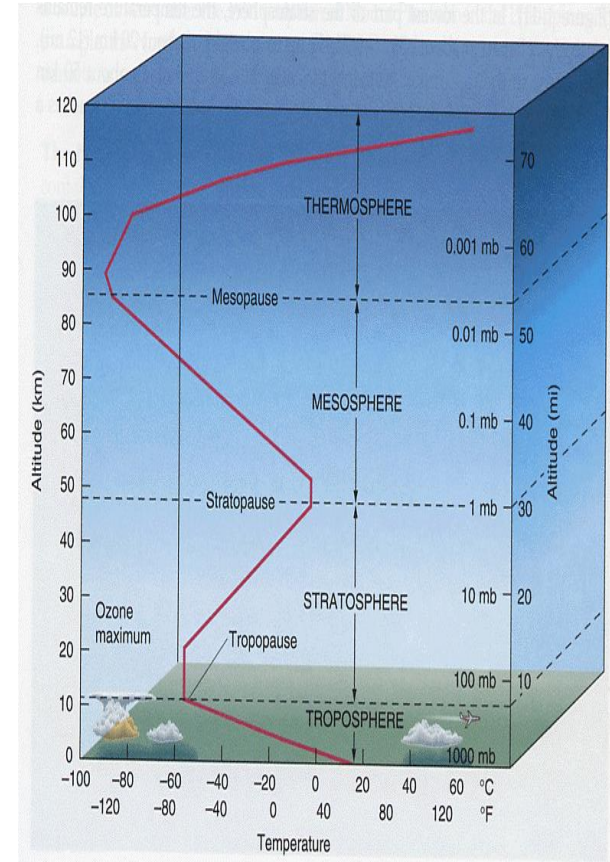 120
110
100
90
80
70
60
50
40
30
20
10
0
Altitude (km)
THERMOSPHERE
Mesopause
MESOSPHERE
Stratopause
STRATOSPHERE
Ozone
maximum
Tropopause
TROPOSPHERE
0.001 mb
0.01 mb
0.1 mb
1 mb
10 mb
100 mb
1000 mb
70
60
50
40
30
20
10
Altitude (mi)
–100 –80 –60 –40 –20 0 20 40 60 °C
–120 –80 –40 0 40 80 120 °F
Temperature